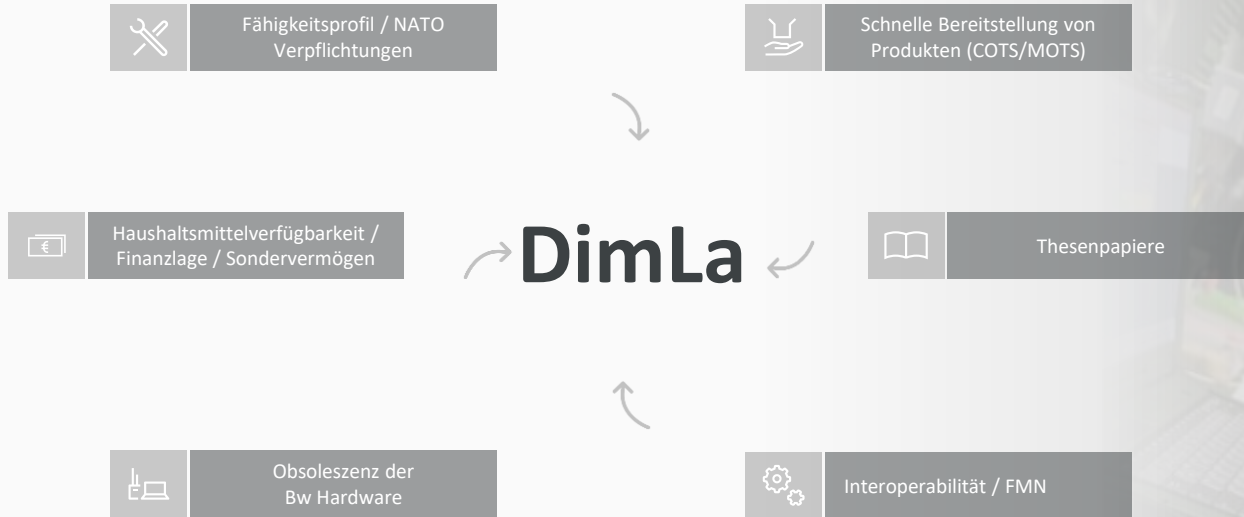 Fähigkeitsprofil / NATO
Verpflichtungen
Schnelle Bereitstellung von
Produkten (COTS/MOTS)
€
Haushaltsmittelverfügbarkeit /
Finanzlage / Sondervermögen
DimLa
Thesenpapiere
Obsoleszenz der
Bw Hardware
Interoperabilität / FMN